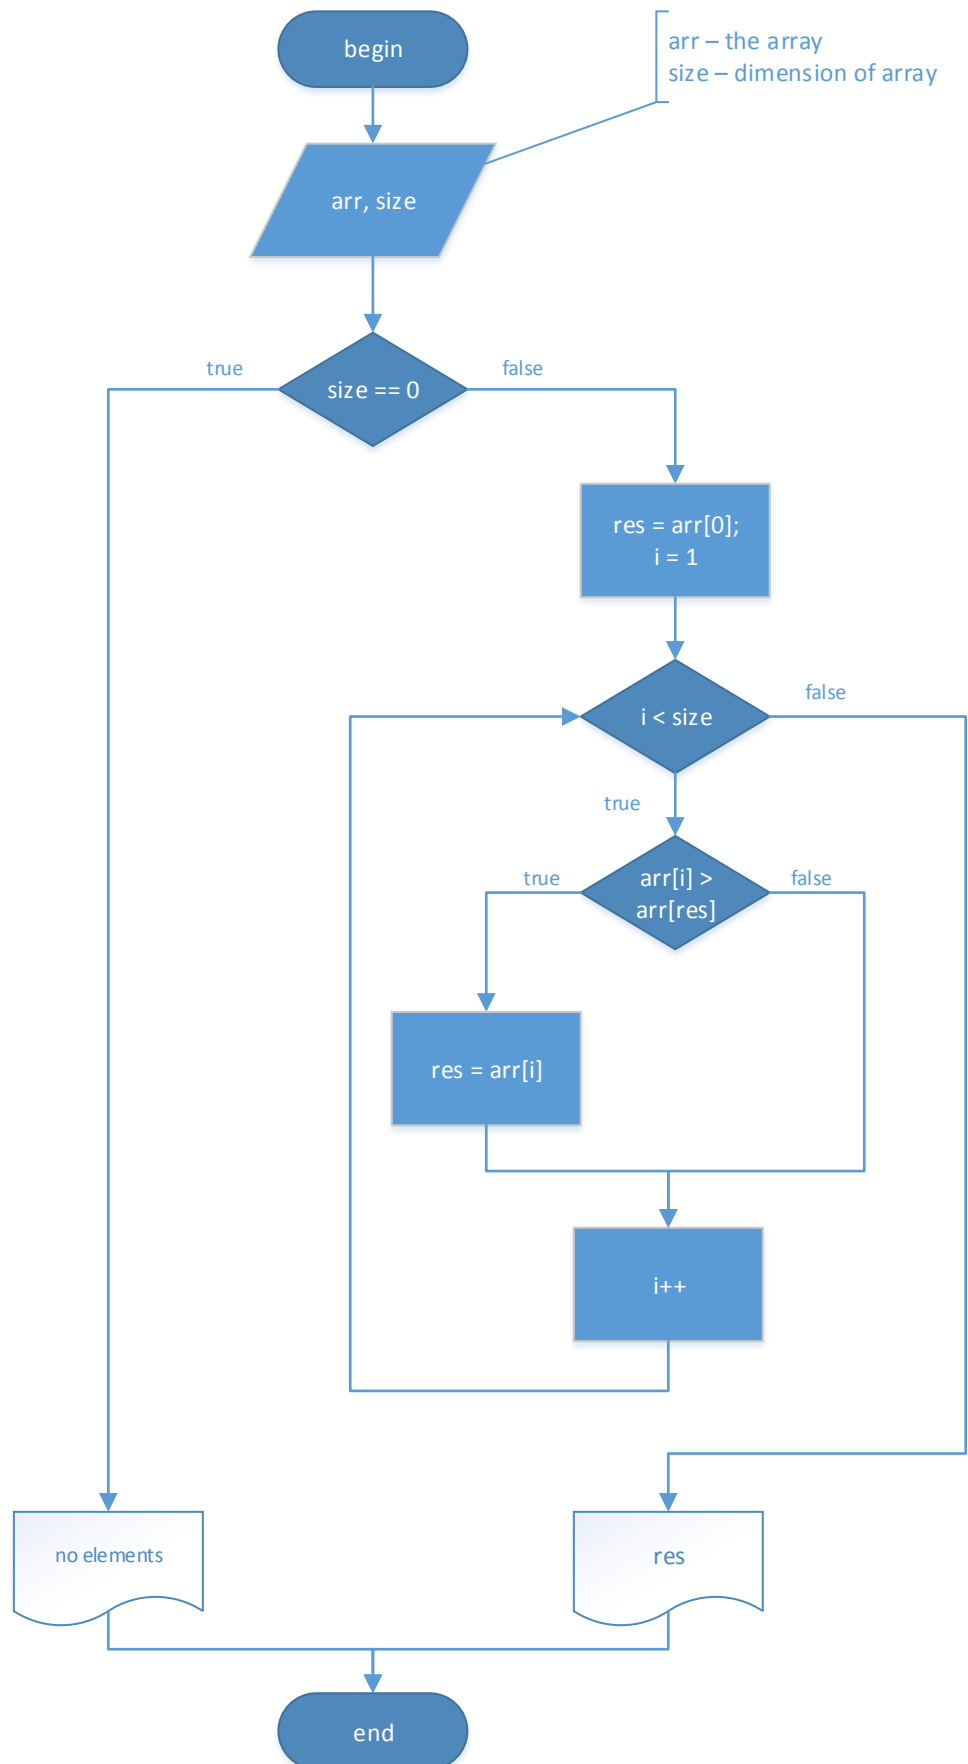 begin
arr – the array
size – dimension of array
arr, size
true
false
size == 0
res = arr[0];
i = 1
false
i < size
true
true
arr[i] >
arr[res]
false
res = arr[i]
i++
no elements
res
end